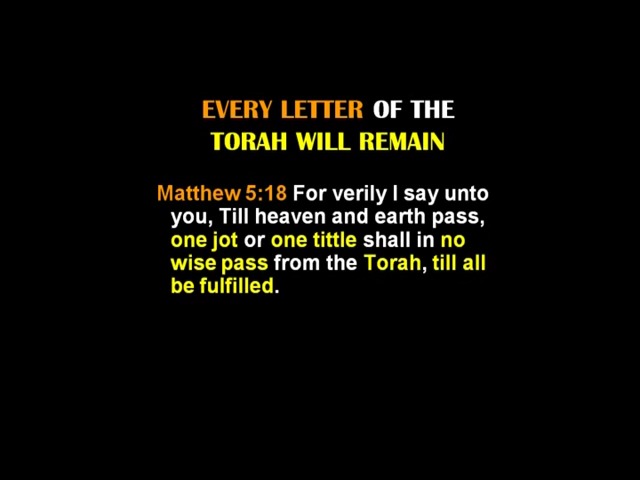 EVERY LETTER OF THE
TORAH WILL REMAIN
Matthew 5:18 For verily I say unto
you, Till heaven and earth pass,
one jot or one tittle shall in no
wise pass from the Torah, till all
be fulfilled.